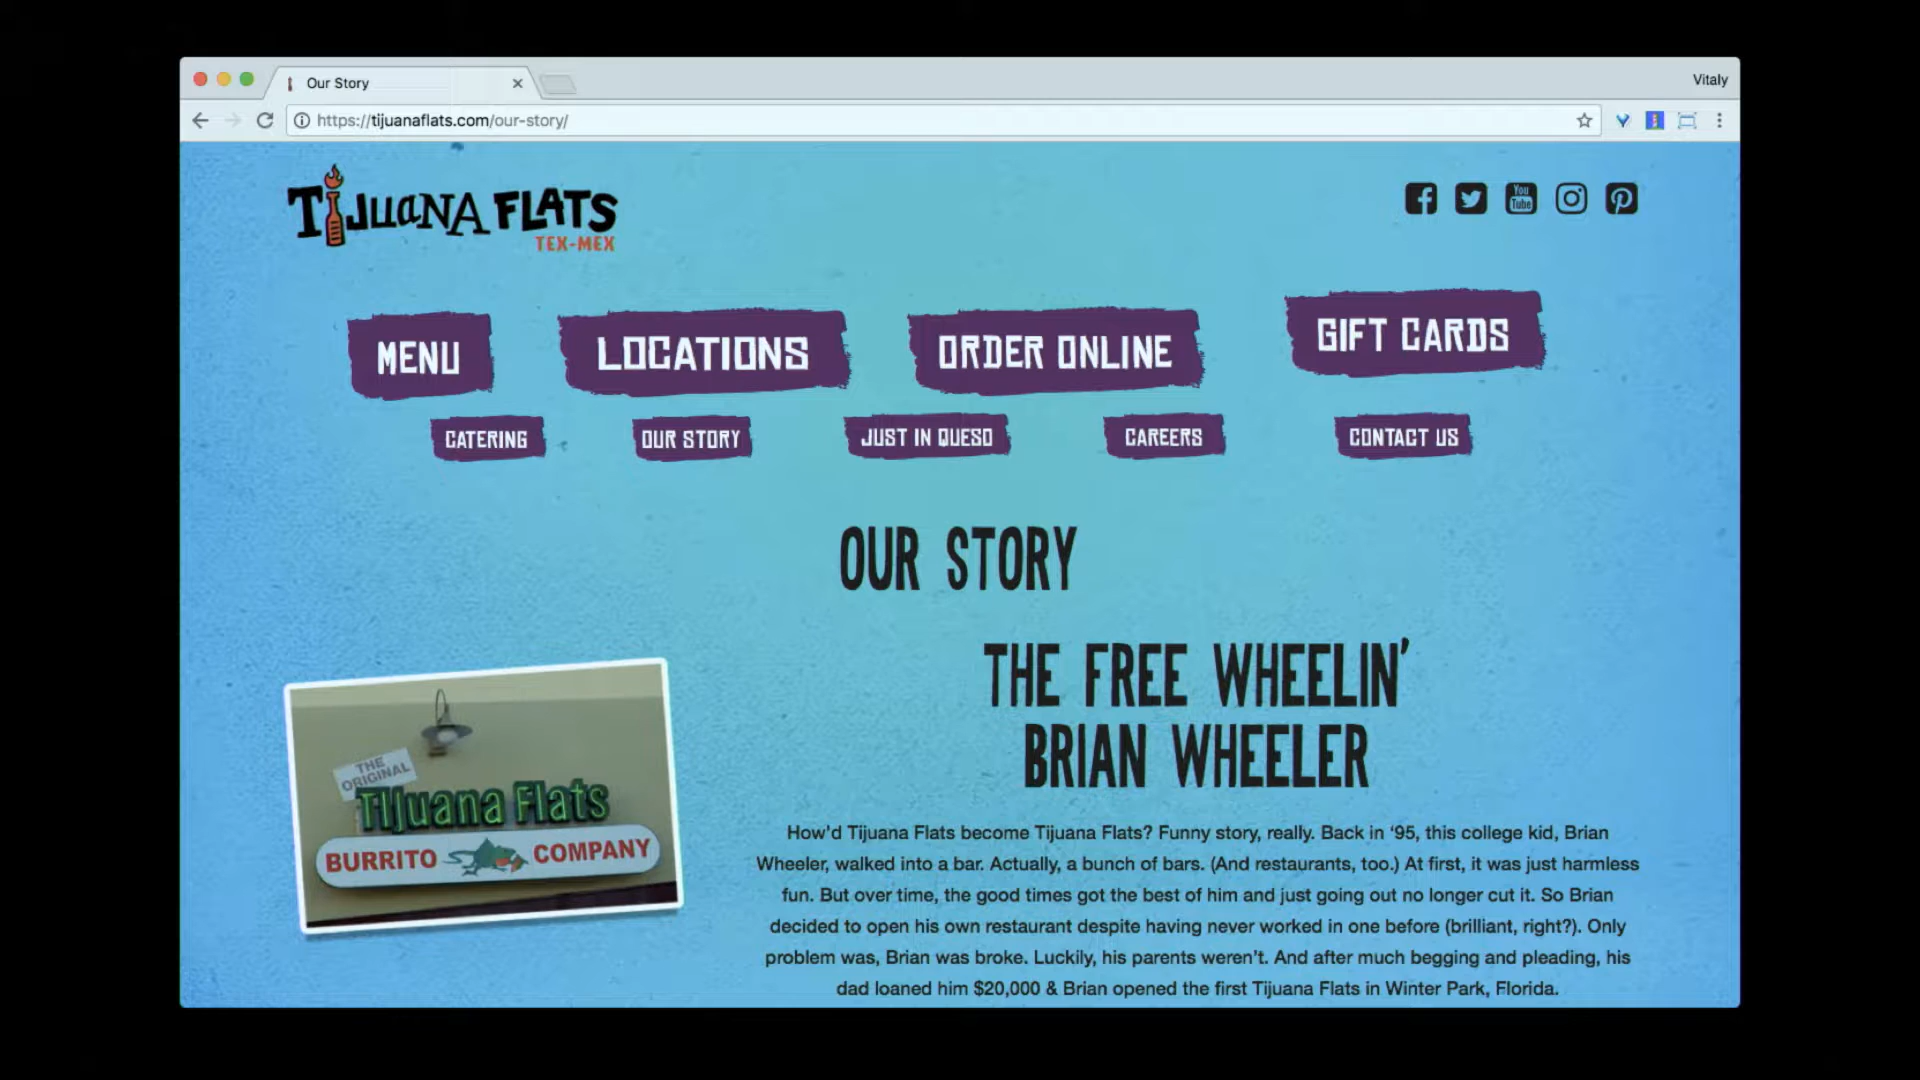 Our Story
Vitaly
https://tijuanaflats.com/our-story/
TIJUANA FLATS
TEX-MEX
You
Tube
MENU
LOCATIONS
ORDER ONLINE
GIFT CARDS
CATERING
OUR STORY
JUST IN QUESO
CAREERS
CONTACT US
OUR STORY
THE FREE WHEELIN’
BRIAN WHEELER
THE
ORIGINAL
Tijuana Flats
BURRITO COMPANY
How’d Tijuana Flats become Tijuana Flats? Funny story, really. Back in ‘95, this college kid, Brian
Wheeler, walked into a bar. Actually, a bunch of bars. (And restaurants, too.) At first, it was just harmless
fun. But over time, the good times got the best of him and just going out no longer cut it. So Brian
decided to open his own restaurant despite having never worked in one before (brilliant, right?). Only
problem was, Brian was broke. Luckily, his parents weren’t. And after much begging and pleading, his
dad loaned him $20,000 & Brian opened the first Tijuana Flats in Winter Park, Florida.